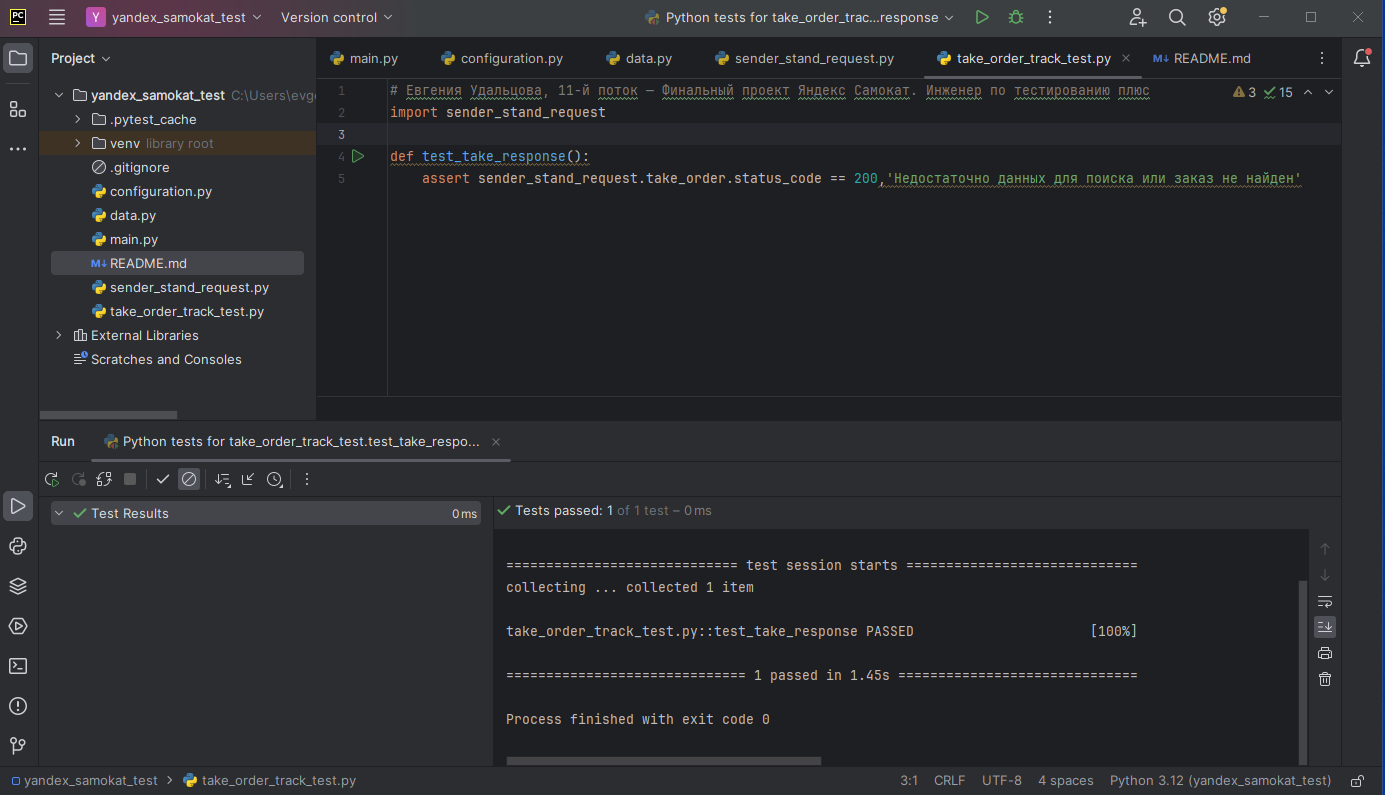 PC
Y yandex_samokat_test
Version control
Python tests for take_order_trac...response
Project
main.py
configuration.py
data.py
sender_stand_request.py
take_order_track_test.py
M↓ README.md
yandex_samokat_test C:\Users\evg
.pytest_cache
venv library root
.gitignore
configuration.py
data.py
main.py
M↓ README.md
sender_stand_request.py
take_order_track_test.py
External Libraries
Scratches and Consoles
1 # Евгения Удальцова, 11-й поток — Финальный проект Яндекс Самокат. Инженер по тестированию плюс
3 15
2 import sender_stand_request
3
4 def test_take_response():
5 assert sender_stand_request.take_order.status_code == 200,'Недостаточно данных для поиска или заказ не найден'
Run
Python tests for take_order_track_test.test_take_respo...
Test Results 0 ms
Tests passed: 1 of 1 test – 0 ms
============================= test session starts =============================
collecting ... collected 1 item
take_order_track_test.py::test_take_response PASSED [100%]
============================== 1 passed in 1.45s ==============================
Process finished with exit code 0
yandex_samokat_test > take_order_track_test.py
3:1 CRLF UTF-8 4 spaces Python 3.12 (yandex_samokat_test)